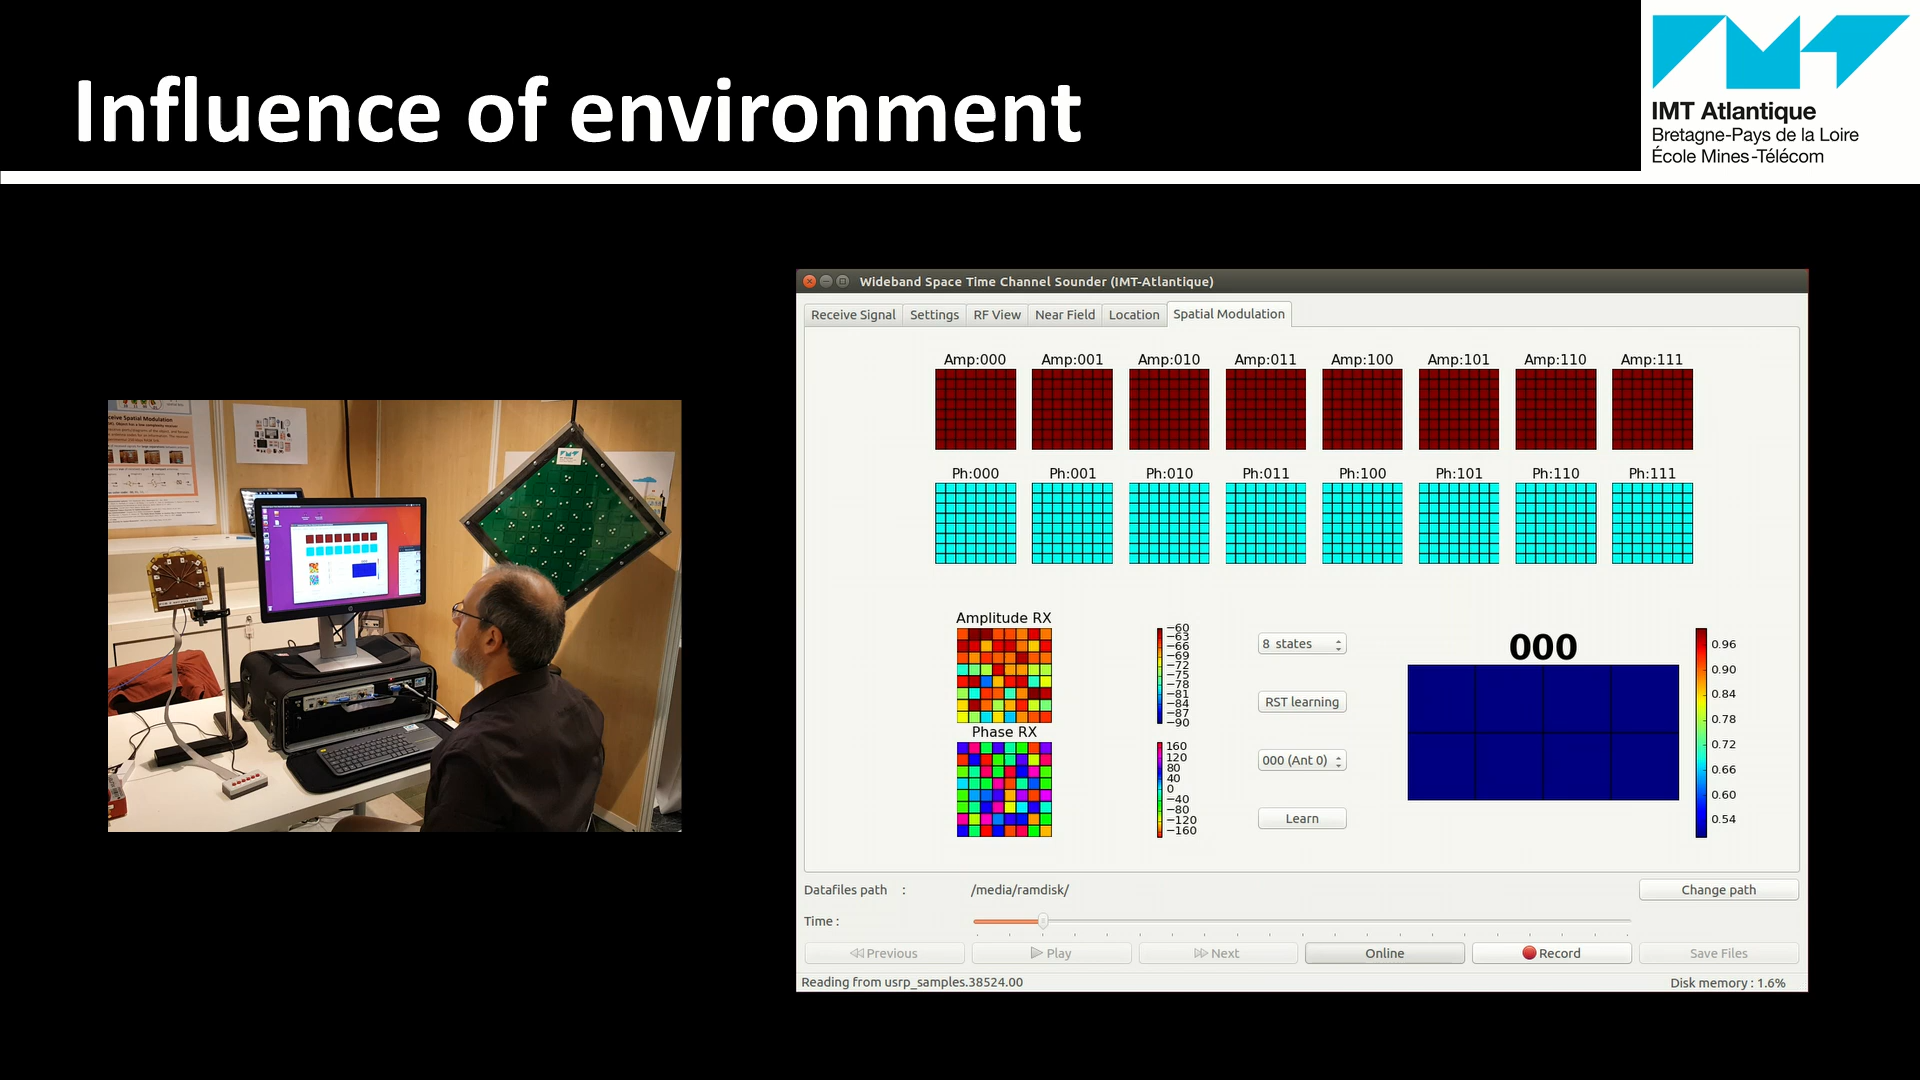 Influence of environment
IMT Atlantique
Bretagne-Pays de la Loire
École Mines-Télécom
Wideband Space Time Channel Sounder (IMT-Atlantique)
Receive Signal Settings RF View Near Field Location Spatial Modulation
Amp:000 Amp:001 Amp:010 Amp:011 Amp:100 Amp:101 Amp:110 Amp:111
Ph:000 Ph:001 Ph:010 Ph:011 Ph:100 Ph:101 Ph:110 Ph:111
Amplitude RX
−60
−63
−66
−69
−72
−75
−78
−81
−84
−87
−90
Phase RX
160
120
80
40
0
−40
−80
−120
−160
8 states
RST learning
000 (Ant 0)
Learn
000
0.96
0.90
0.84
0.78
0.72
0.66
0.60
0.54
Datafiles path : /media/ramdisk/ Change path
Time :
Previous Play Next Online Record Save Files
Reading from usrp_samples.38524.00 Disk memory : 1.6%
ceive Spatial Modulation